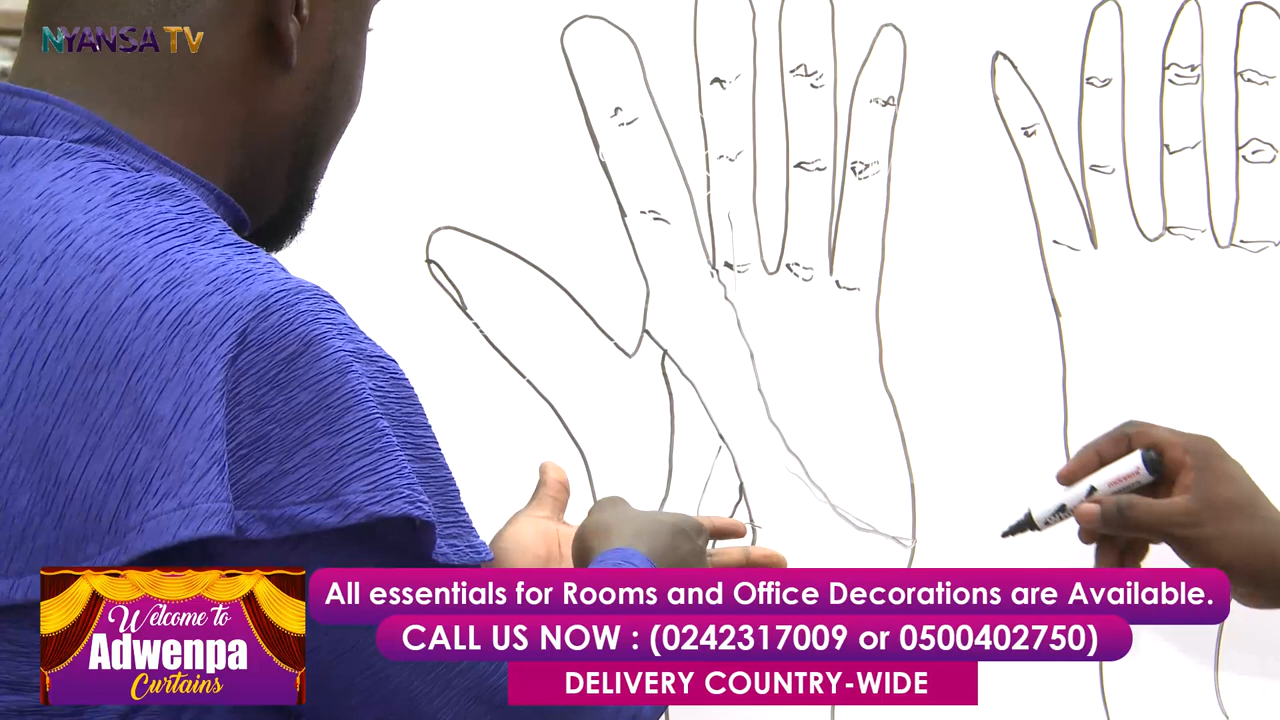 NYANSA TV
All essentials for Rooms and Office Decorations are Available.
CALL US NOW : (0242317009 or 0500402750)
DELIVERY COUNTRY-WIDE
Welcome to
Adwenpa
Curtains